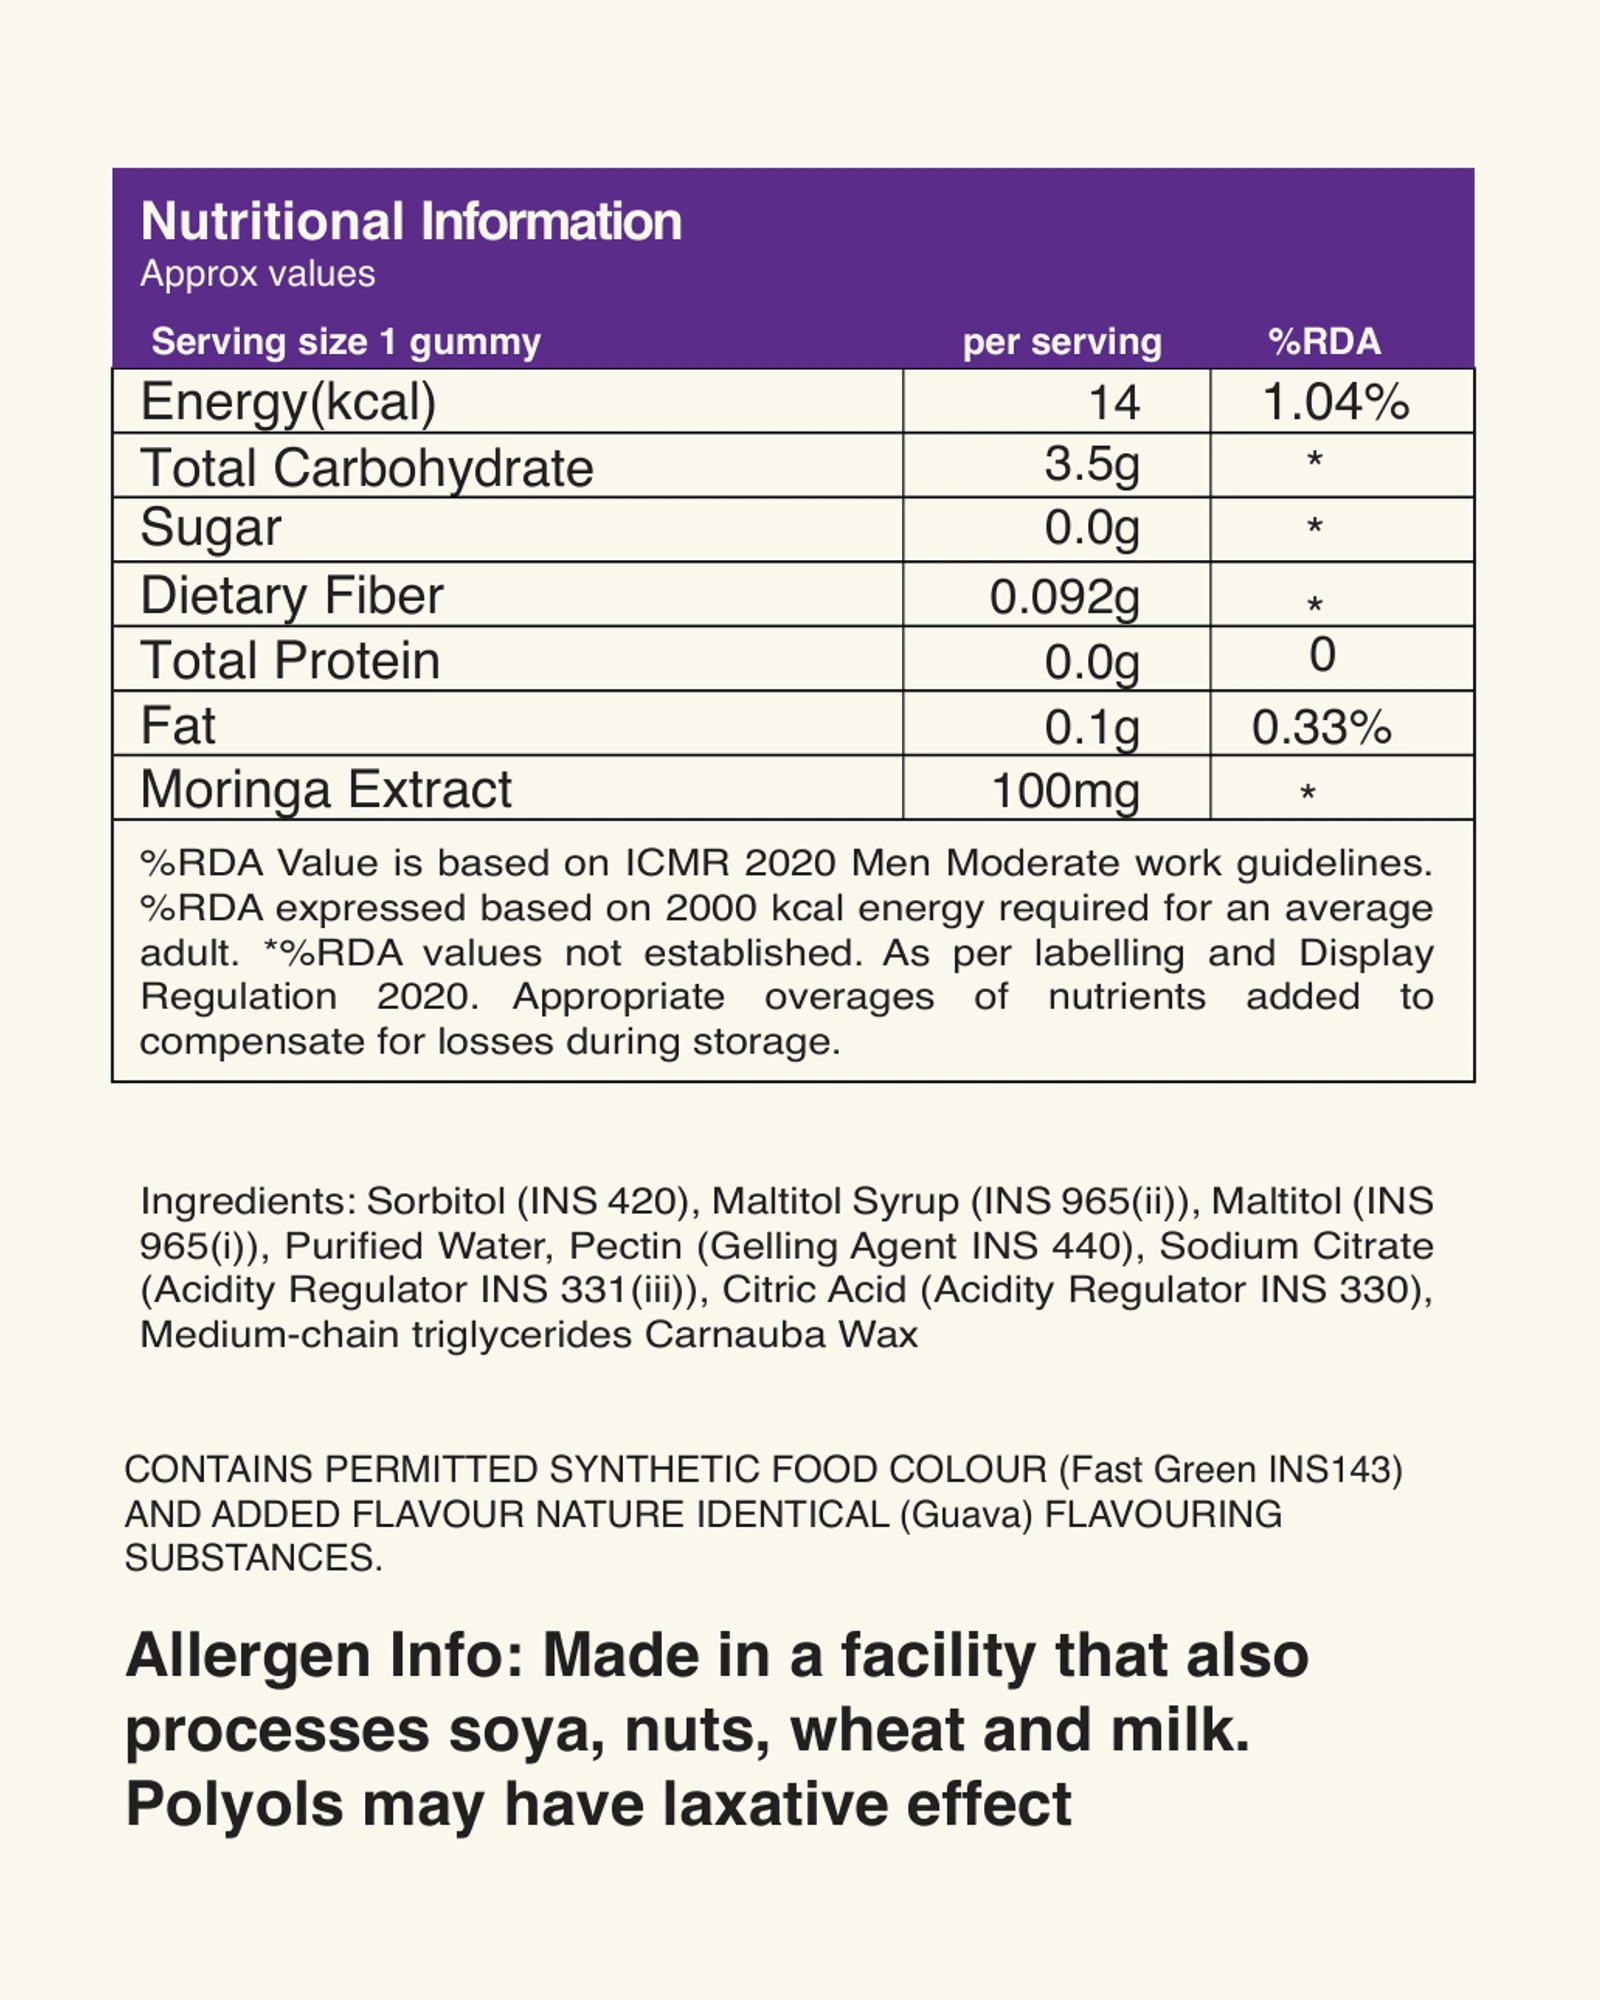 Nutritional Information
Approx values
Serving size 1 gummy per serving %RDA
Energy(kcal) 14 1.04%
Total Carbohydrate 3.5g *
Sugar 0.0g *
Dietary Fiber 0.092g *
Total Protein 0.0g 0
Fat 0.1g 0.33%
Moringa Extract 100mg *
%RDA Value is based on ICMR 2020 Men Moderate work guidelines.
%RDA expressed based on 2000 kcal energy required for an average
adult. *%RDA values not established. As per labelling and Display
Regulation 2020. Appropriate overages of nutrients added to
compensate for losses during storage.
Ingredients: Sorbitol (INS 420), Maltitol Syrup (INS 965(ii)), Maltitol (INS
965(i)), Purified Water, Pectin (Gelling Agent INS 440), Sodium Citrate
(Acidity Regulator INS 331(iii)), Citric Acid (Acidity Regulator INS 330),
Medium-chain triglycerides Carnauba Wax
CONTAINS PERMITTED SYNTHETIC FOOD COLOUR (Fast Green INS143)
AND ADDED FLAVOUR NATURE IDENTICAL (Guava) FLAVOURING
SUBSTANCES.
Allergen Info: Made in a facility that also
processes soya, nuts, wheat and milk.
Polyols may have laxative effect